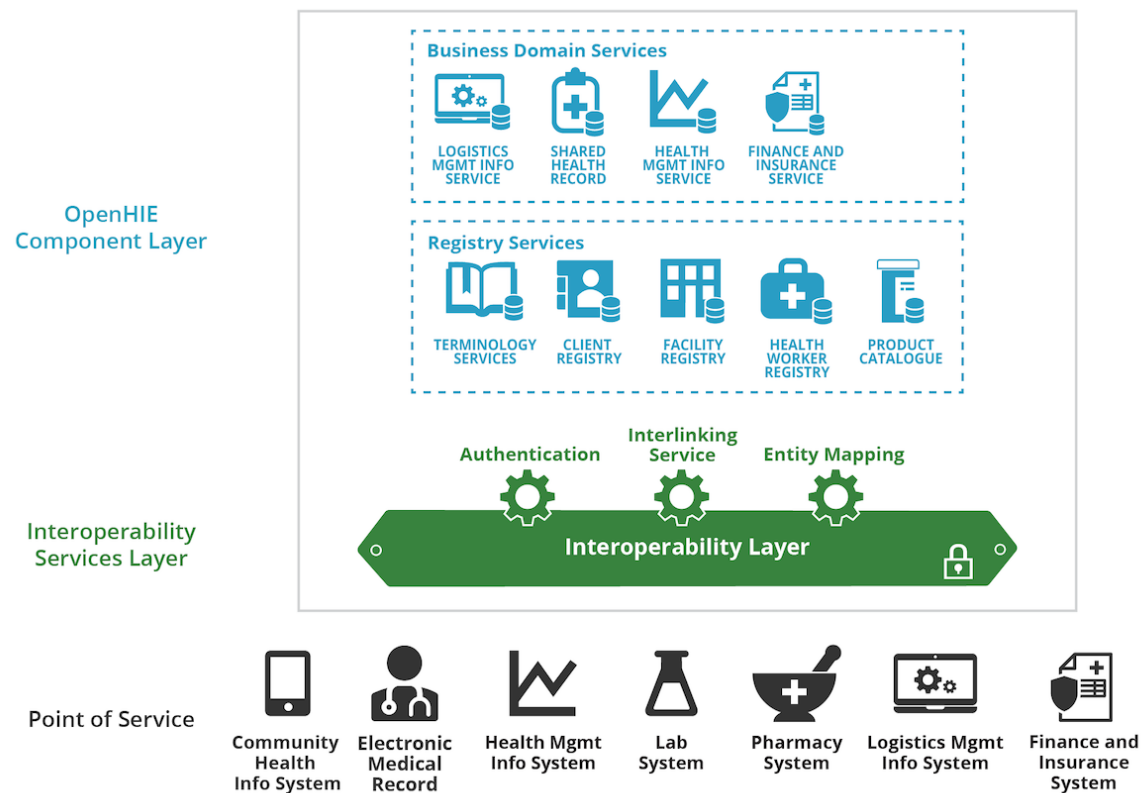 Business Domain Services
LOGISTICS
MGMT INFO
SERVICE
SHARED
HEALTH
RECORD
HEALTH
MGMT INFO
SERVICE
FINANCE AND
INSURANCE
SERVICE
OpenHIE
Component Layer
Registry Services
TERMINOLOGY
SERVICES
CLIENT
REGISTRY
FACILITY
REGISTRY
HEALTH
WORKER
REGISTRY
PRODUCT
CATALOGUE
Authentication
Interlinking
Service
Entity Mapping
Interoperability
Services Layer
Interoperability Layer
Point of Service
Community
Health
Info System
Electronic
Medical
Record
Health Mgmt
Info System
Lab
System
Pharmacy
System
Logistics Mgmt
Info System
Finance and
Insurance
System